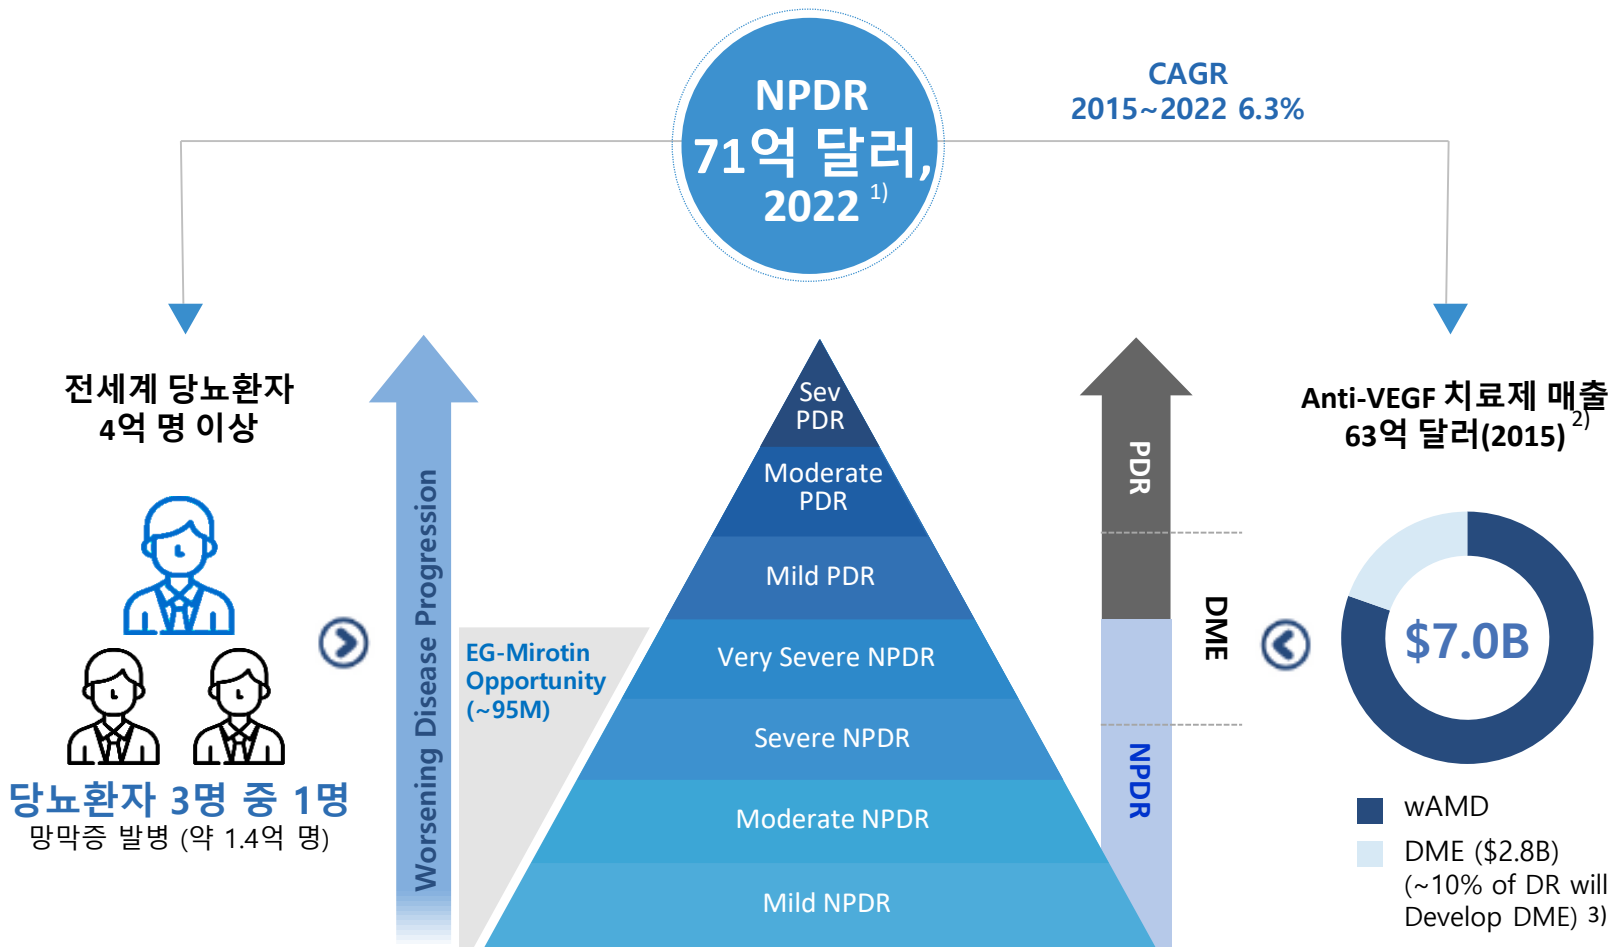 NPDR
71억 달러,
2022 1)
CAGR
2015~2022 6.3%
전세계 당뇨환자
4억 명 이상
당뇨환자 3명 중 1명
망막증 발병 (약 1.4억 명)
Worsening Disease Progression
EG-Mirotin
Opportunity
(~95M)
Sev
PDR
Moderate
PDR
Mild PDR
Very Severe NPDR
Severe NPDR
Moderate NPDR
Mild NPDR
PDR
DME
NPDR
Anti-VEGF 치료제 매출
63억 달러(2015) 2)
$7.0B
wAMD
DME ($2.8B)
(~10% of DR will
Develop DME) 3)